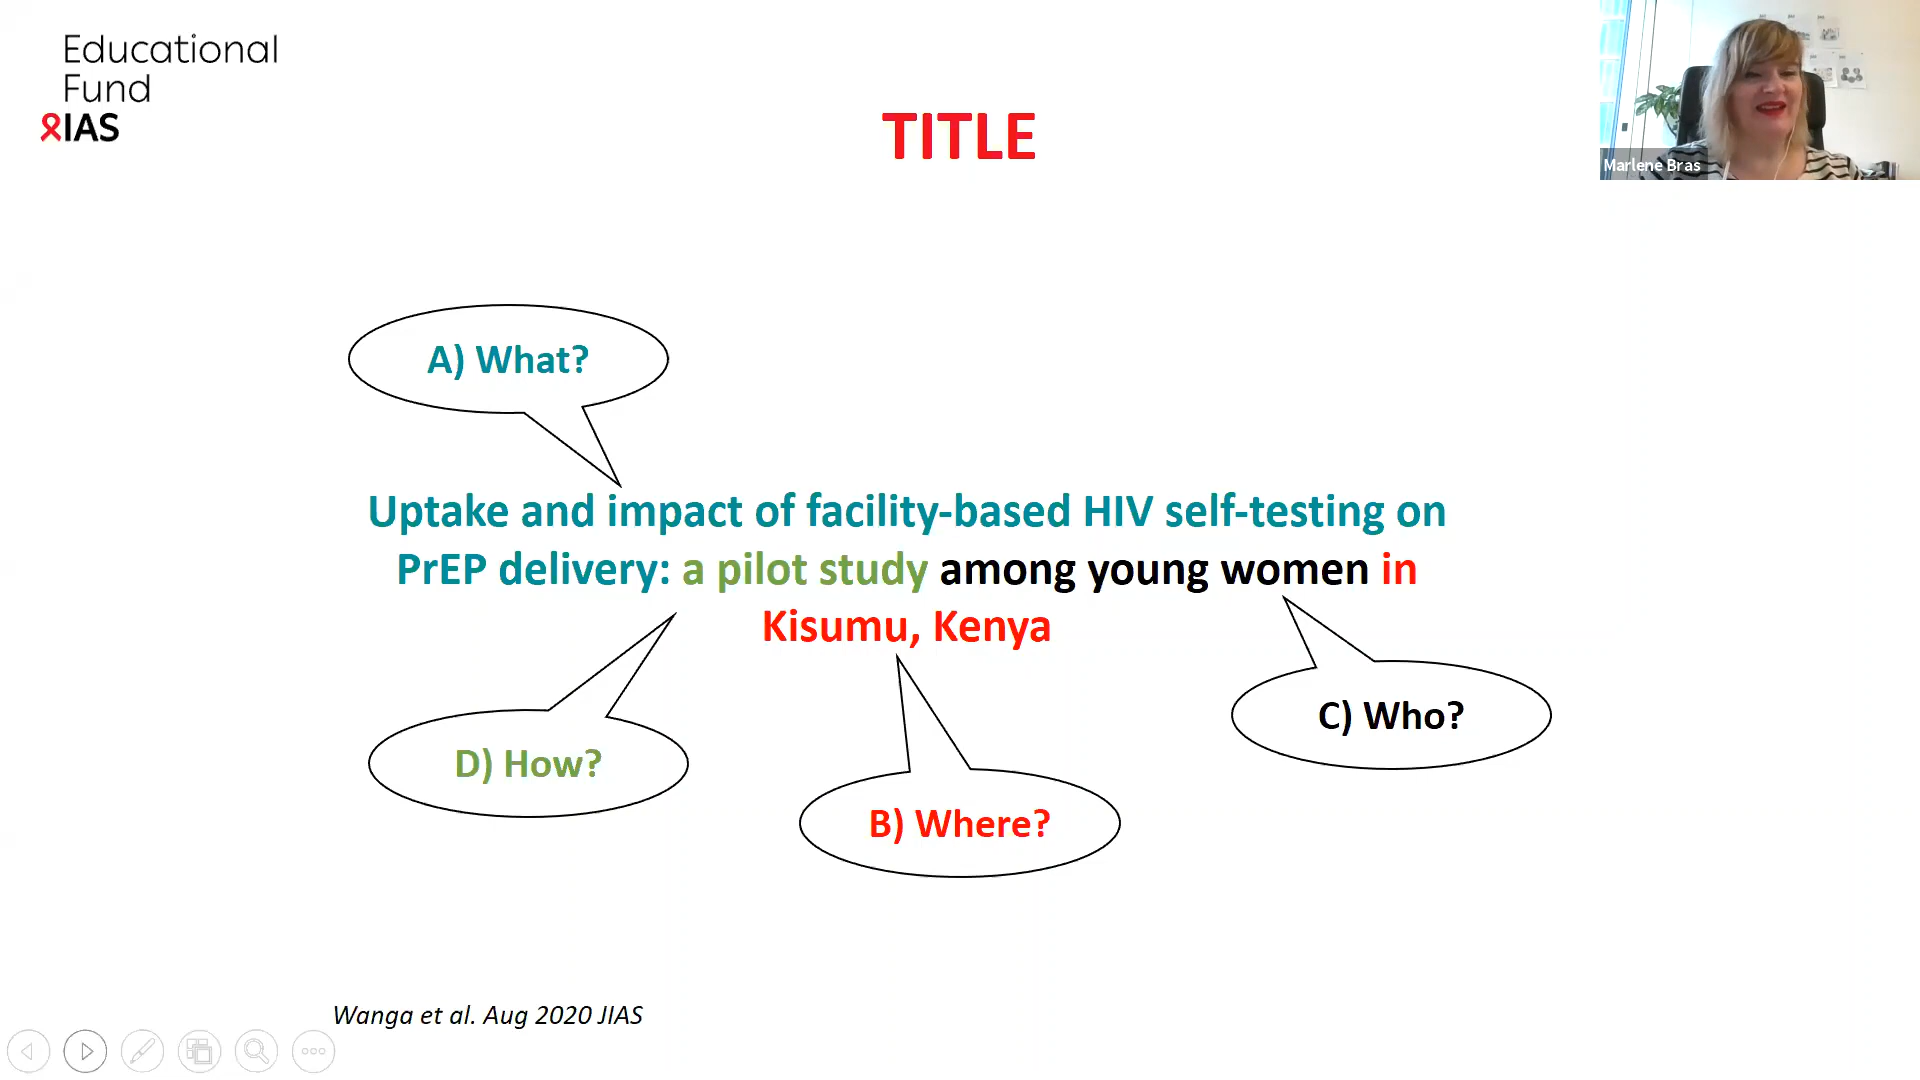 Educational
Fund
IAS
TITLE
Marlene Bras
A) What?
Uptake and impact of facility-based HIV self-testing on
PrEP delivery: a pilot study among young women in
Kisumu, Kenya
C) Who?
D) How?
B) Where?
Wanga et al. Aug 2020 JIAS